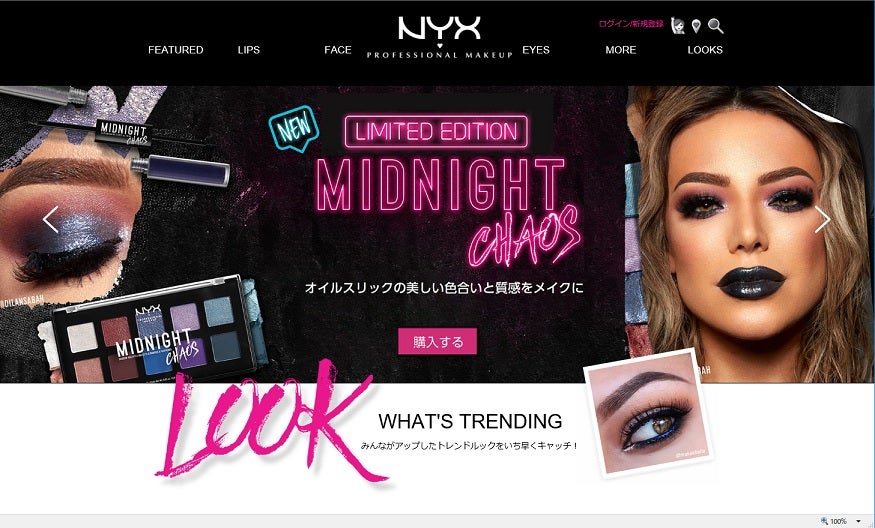 NYX
PROFESSIONAL MAKEUP
ログイン/新規登録
FEATURED
LIPS
FACE
EYES
MORE
LOOKS
NEW
LIMITED EDITION
MIDNIGHT
CHAOS
オイルスリックの美しい色合いと質感をメイクに
購入する
MIDNIGHT
CHAOS
@DILANSARAH
NYX
MIDNIGHT
CHAOS
LOOK
WHAT'S TRENDING
みんながアップしたトレンドルックをいち早くキャッチ！
100%